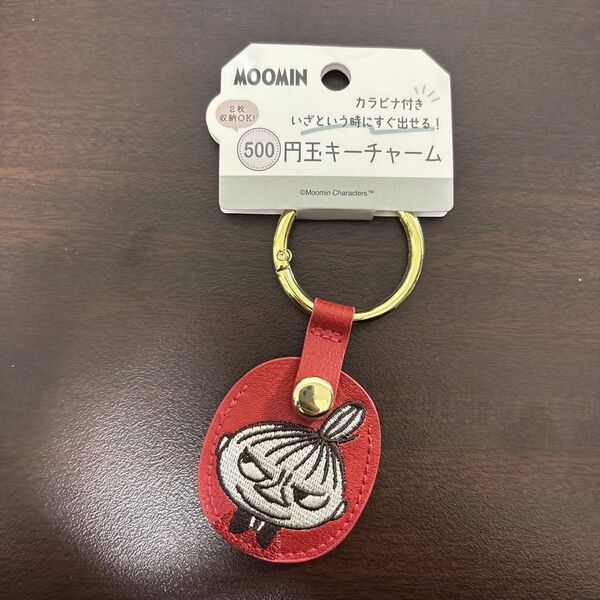 MOOMIN
2枚
収納OK!
カラビナ付き
いざという時にすぐ出せる!
500円玉キーチャーム
©Moomin Characters™